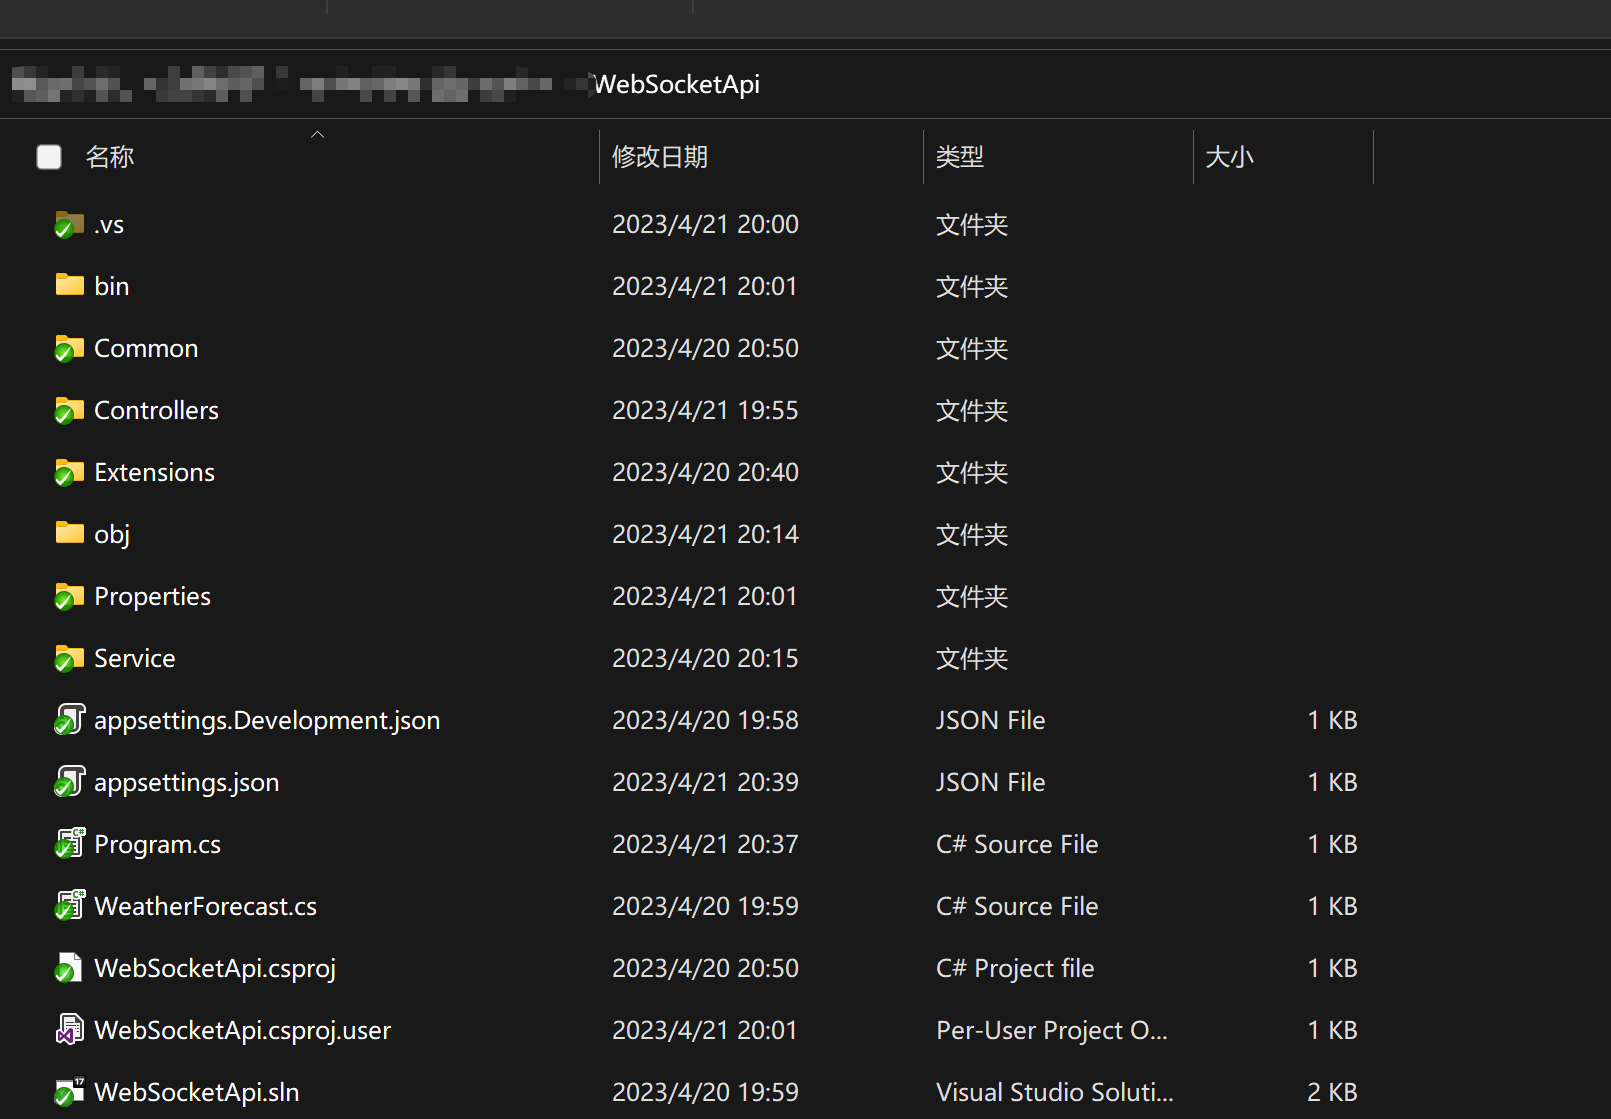 WebSocketApi
名称 修改日期 类型 大小
.vs 2023/4/21 20:00 文件夹
bin 2023/4/21 20:01 文件夹
Common 2023/4/20 20:50 文件夹
Controllers 2023/4/21 19:55 文件夹
Extensions 2023/4/20 20:40 文件夹
obj 2023/4/21 20:14 文件夹
Properties 2023/4/21 20:01 文件夹
Service 2023/4/20 20:15 文件夹
appsettings.Development.json 2023/4/20 19:58 JSON File 1 KB
appsettings.json 2023/4/21 20:39 JSON File 1 KB
Program.cs 2023/4/21 20:37 C# Source File 1 KB
WeatherForecast.cs 2023/4/20 19:59 C# Source File 1 KB
WebSocketApi.csproj 2023/4/20 20:50 C# Project file 1 KB
WebSocketApi.csproj.user 2023/4/21 20:01 Per-User Project O... 1 KB
WebSocketApi.sln 2023/4/20 19:59 Visual Studio Soluti... 2 KB